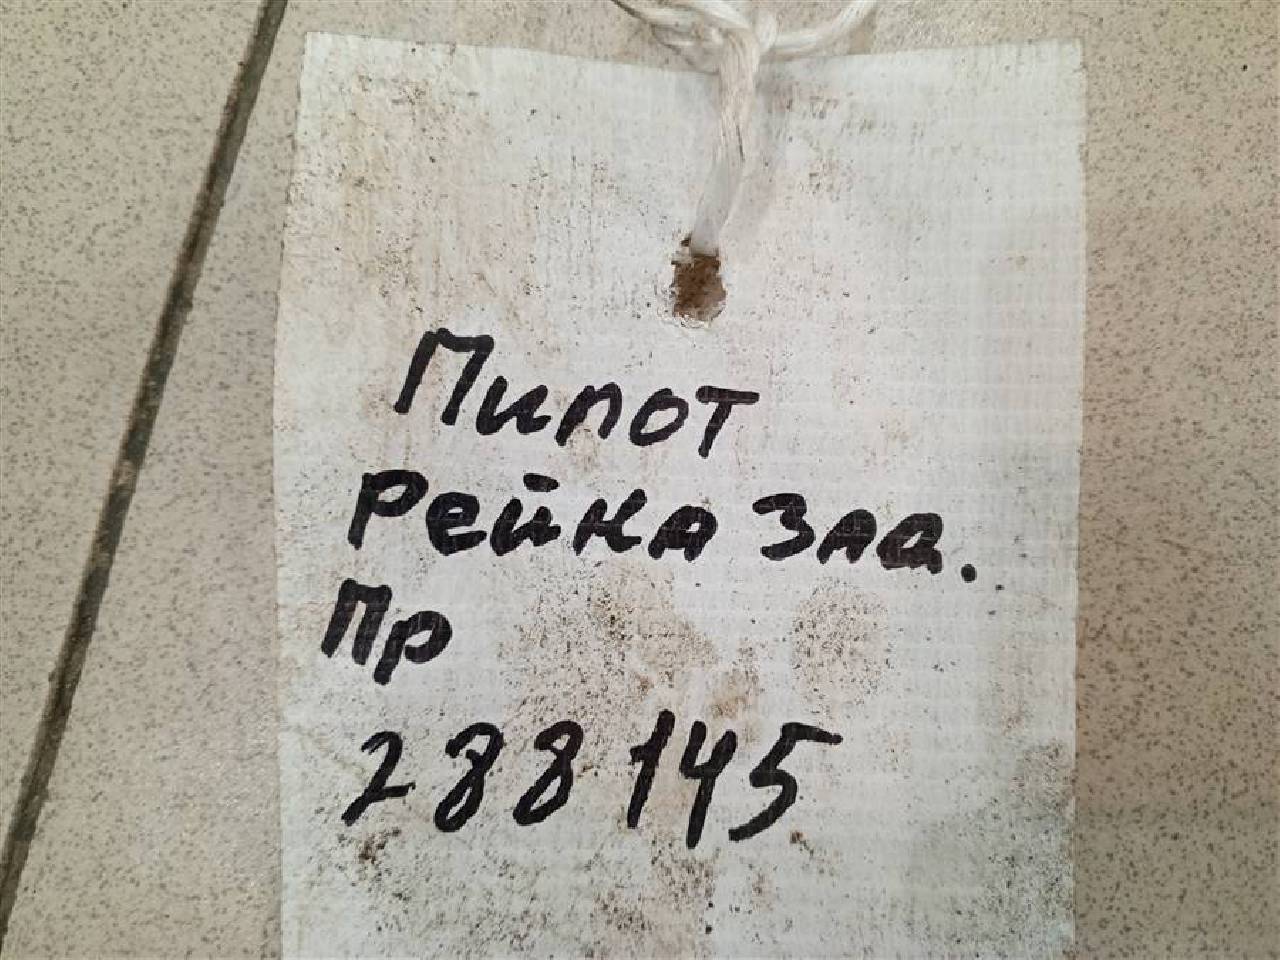 Пилот
Рейка зад.
Пр
288145